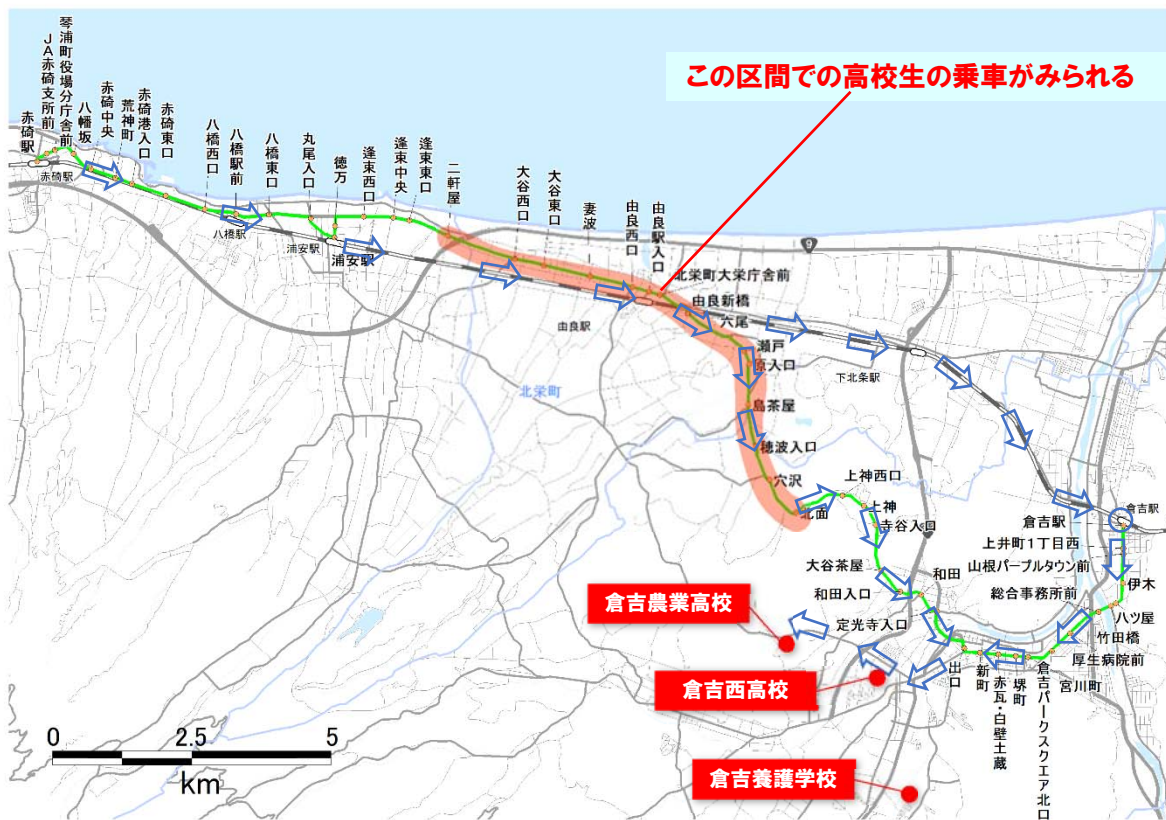 この区間での高校生の乗車がみられる
赤碕駅
JA赤碕支所前
琴浦町役場分庁舎前
八幡坂
赤碕中央
荒神町
赤碕港入口
赤碕東口
八橋西口
八橋駅前
八橋東口
丸尾入口
徳万
逢束西口
逢束中央
逢束東口
二軒屋
大谷西口
大谷東口
妻波
由良西口
由良駅入口
赤碕駅
八橋駅
浦安駅
浦安駅
9
北栄町大栄庁舎前
由良新橋
六尾
由良駅
瀬戸
原入口
下北条駅
北栄町
島茶屋
穂波入口
穴沢
北面
上神西口
上神
寺谷入口
倉吉駅
倉吉駅
上井町1丁目西
山根パープルタウン前
大谷茶屋
和田
伊木
和田入口
総合事務所前
八ツ屋
定光寺入口
竹田橋
厚生病院前
宮川町
出口
新町
赤瓦・白壁土蔵
堺町
倉吉パークスクエア北口
倉吉農業高校
倉吉西高校
倉吉養護学校
0 2.5 5
km